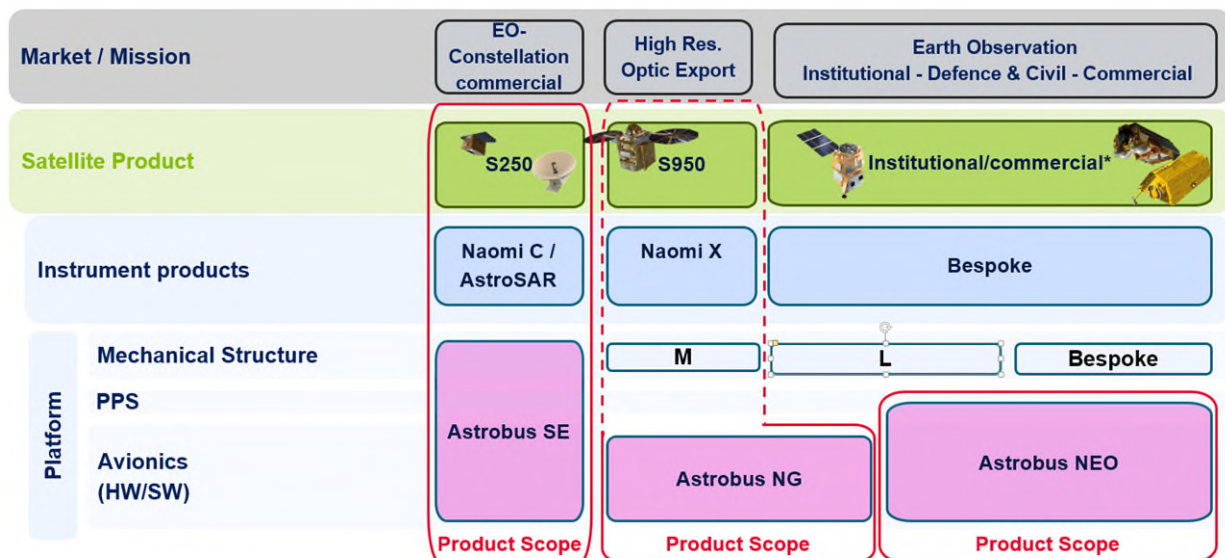 Market / Mission
EO-
Constellation
commercial
High Res.
Optic Export
Earth Observation
Institutional - Defence & Civil - Commercial
Satellite Product
S250
S950
Institutional/commercial*
Instrument products
Naomi C /
AstroSAR
Naomi X
Bespoke
Platform
Mechanical Structure
M
L
Bespoke
PPS
Avionics
(HW/SW)
Astrobus SE
Astrobus NG
Astrobus NEO
Product Scope
Product Scope
Product Scope